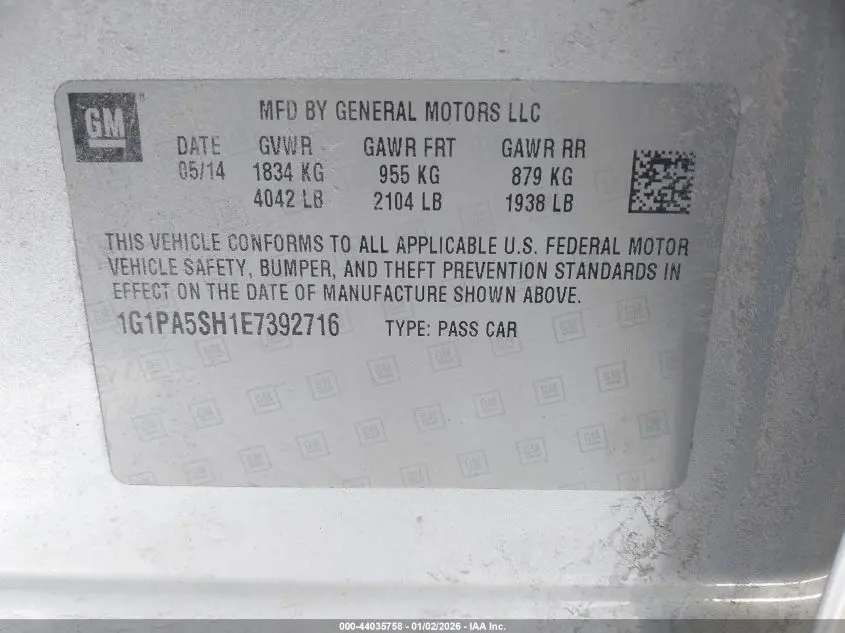 GM
MFD BY GENERAL MOTORS LLC
DATE GVWR GAWR FRT GAWR RR
05/14 1834 KG 955 KG 879 KG
4042 LB 2104 LB 1938 LB
THIS VEHICLE CONFORMS TO ALL APPLICABLE U.S. FEDERAL MOTOR
VEHICLE SAFETY, BUMPER, AND THEFT PREVENTION STANDARDS IN
EFFECT ON THE DATE OF MANUFACTURE SHOWN ABOVE.
1G1PA5SH1E7392716 TYPE: PASS CAR
000-44035758 - 01/02/2026 - IAA Inc.